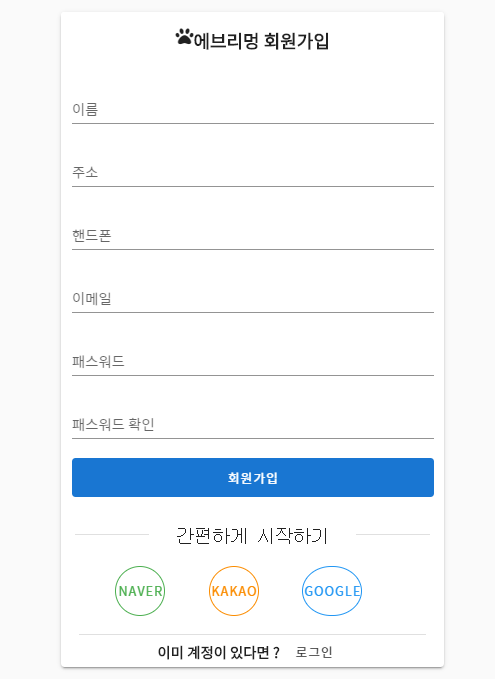 에브리멍 회원가입
이름
주소
핸드폰
이메일
패스워드
패스워드 확인
회원가입
간편하게 시작하기
NAVER KAKAO GOOGLE
이미 계정이 있다면 ? 로그인